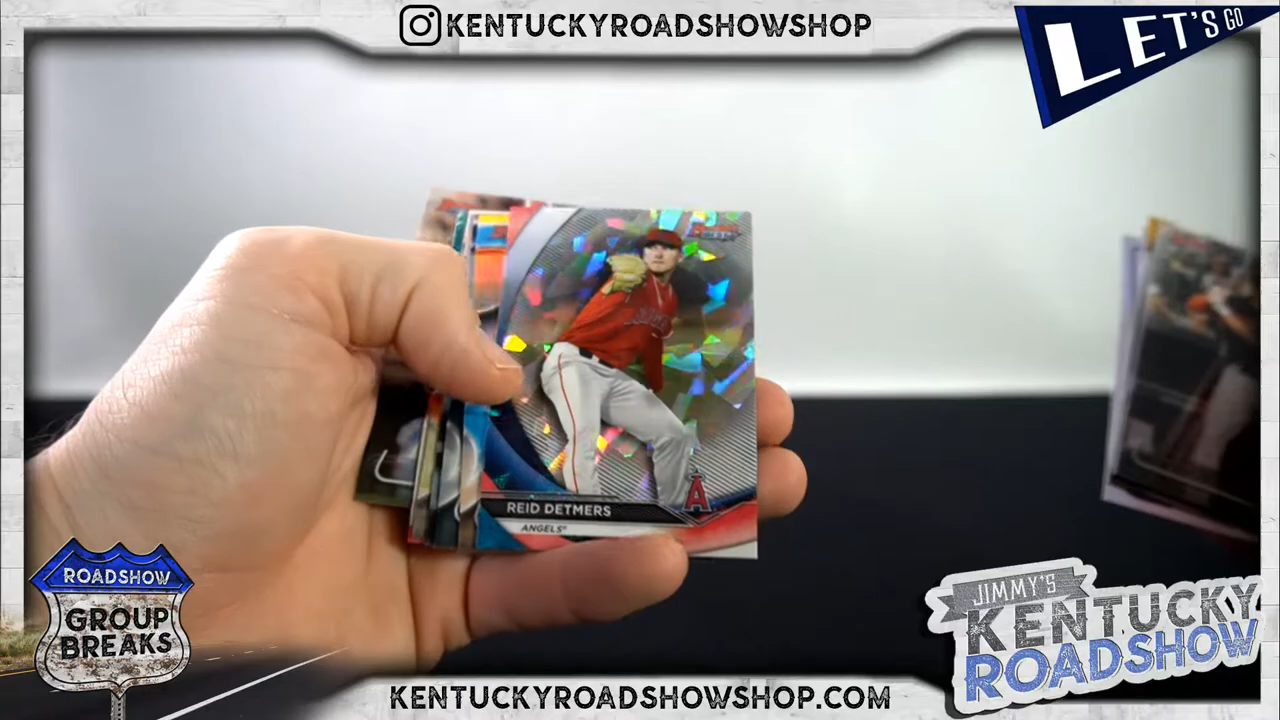 KENTUCKYROADSHOWSHOP
LET'S GO
REID DETMERS
ANGELS
A
ROADSHOW
GROUP
BREAKS
JIMMY'S
KENTUCKY
ROADSHOW
KENTUCKYROADSHOWSHOP.COM